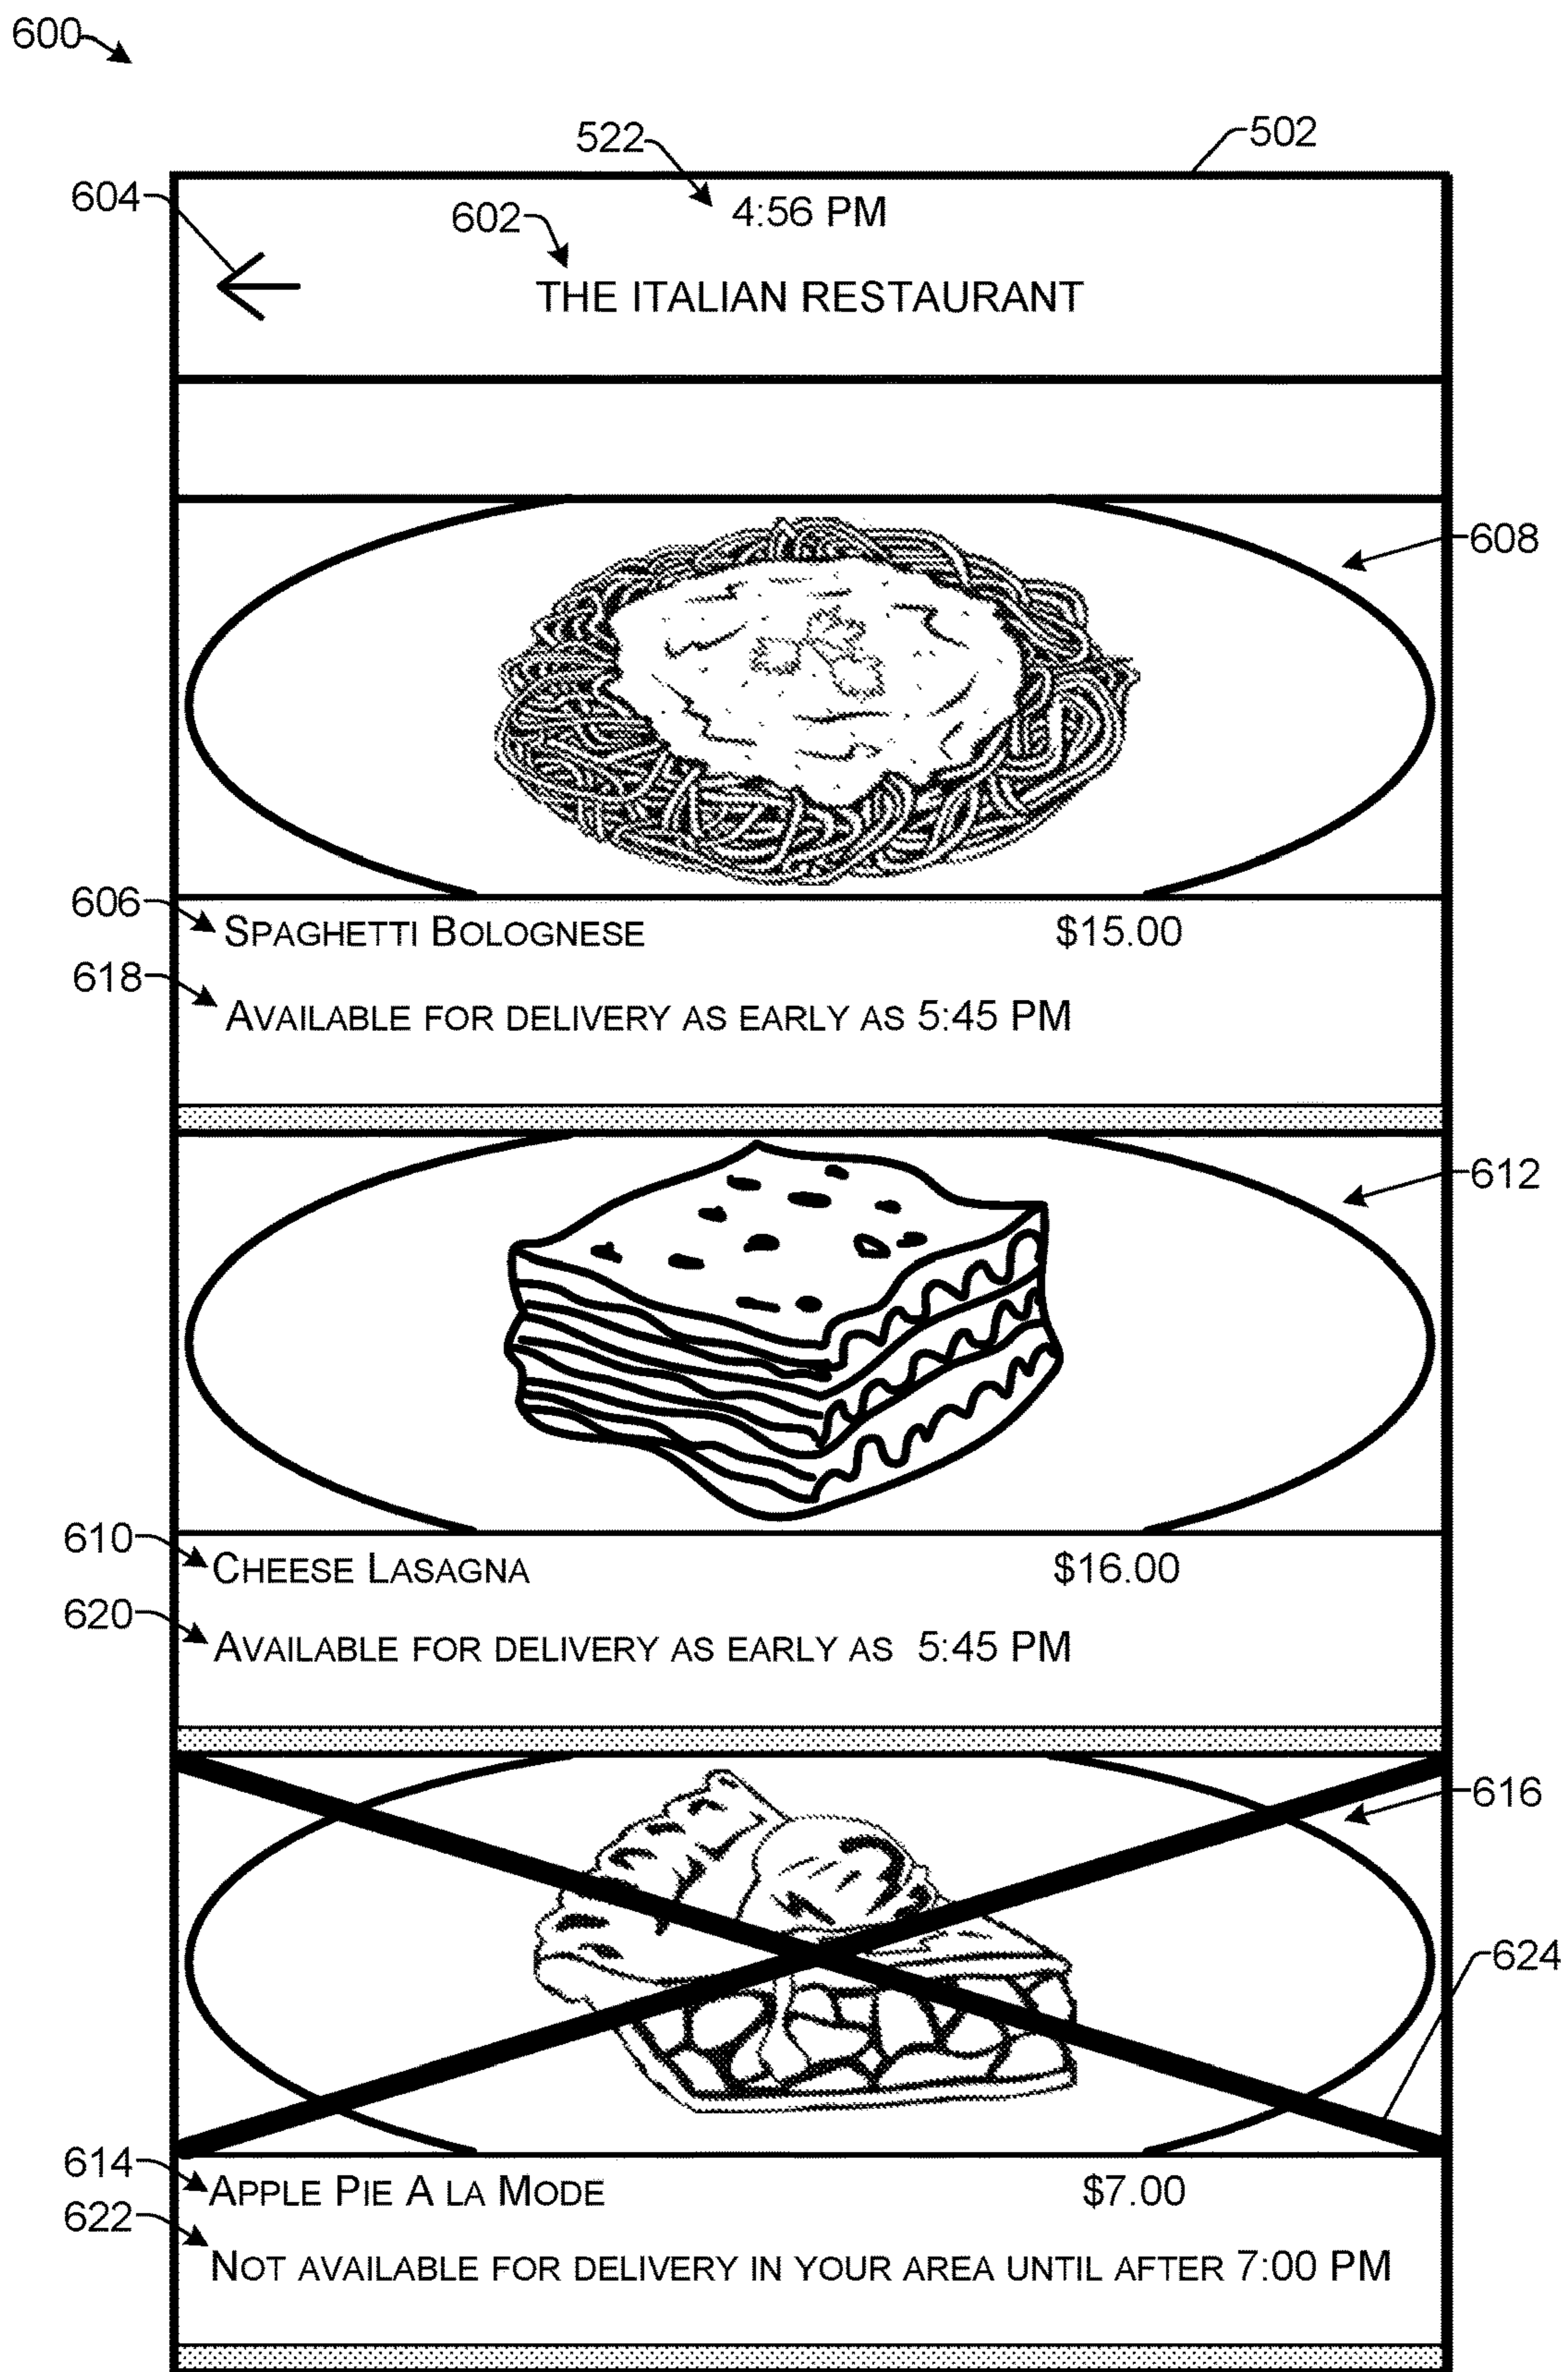 600
522
502
604
4:56 PM
602
THE ITALIAN RESTAURANT
608
606
SPAGHETTI BOLOGNESE $15.00
618
AVAILABLE FOR DELIVERY AS EARLY AS 5:45 PM
612
610
CHEESE LASAGNA $16.00
620
AVAILABLE FOR DELIVERY AS EARLY AS 5:45 PM
616
624
614
APPLE PIE A LA MODE $7.00
622
NOT AVAILABLE FOR DELIVERY IN YOUR AREA UNTIL AFTER 7:00 PM